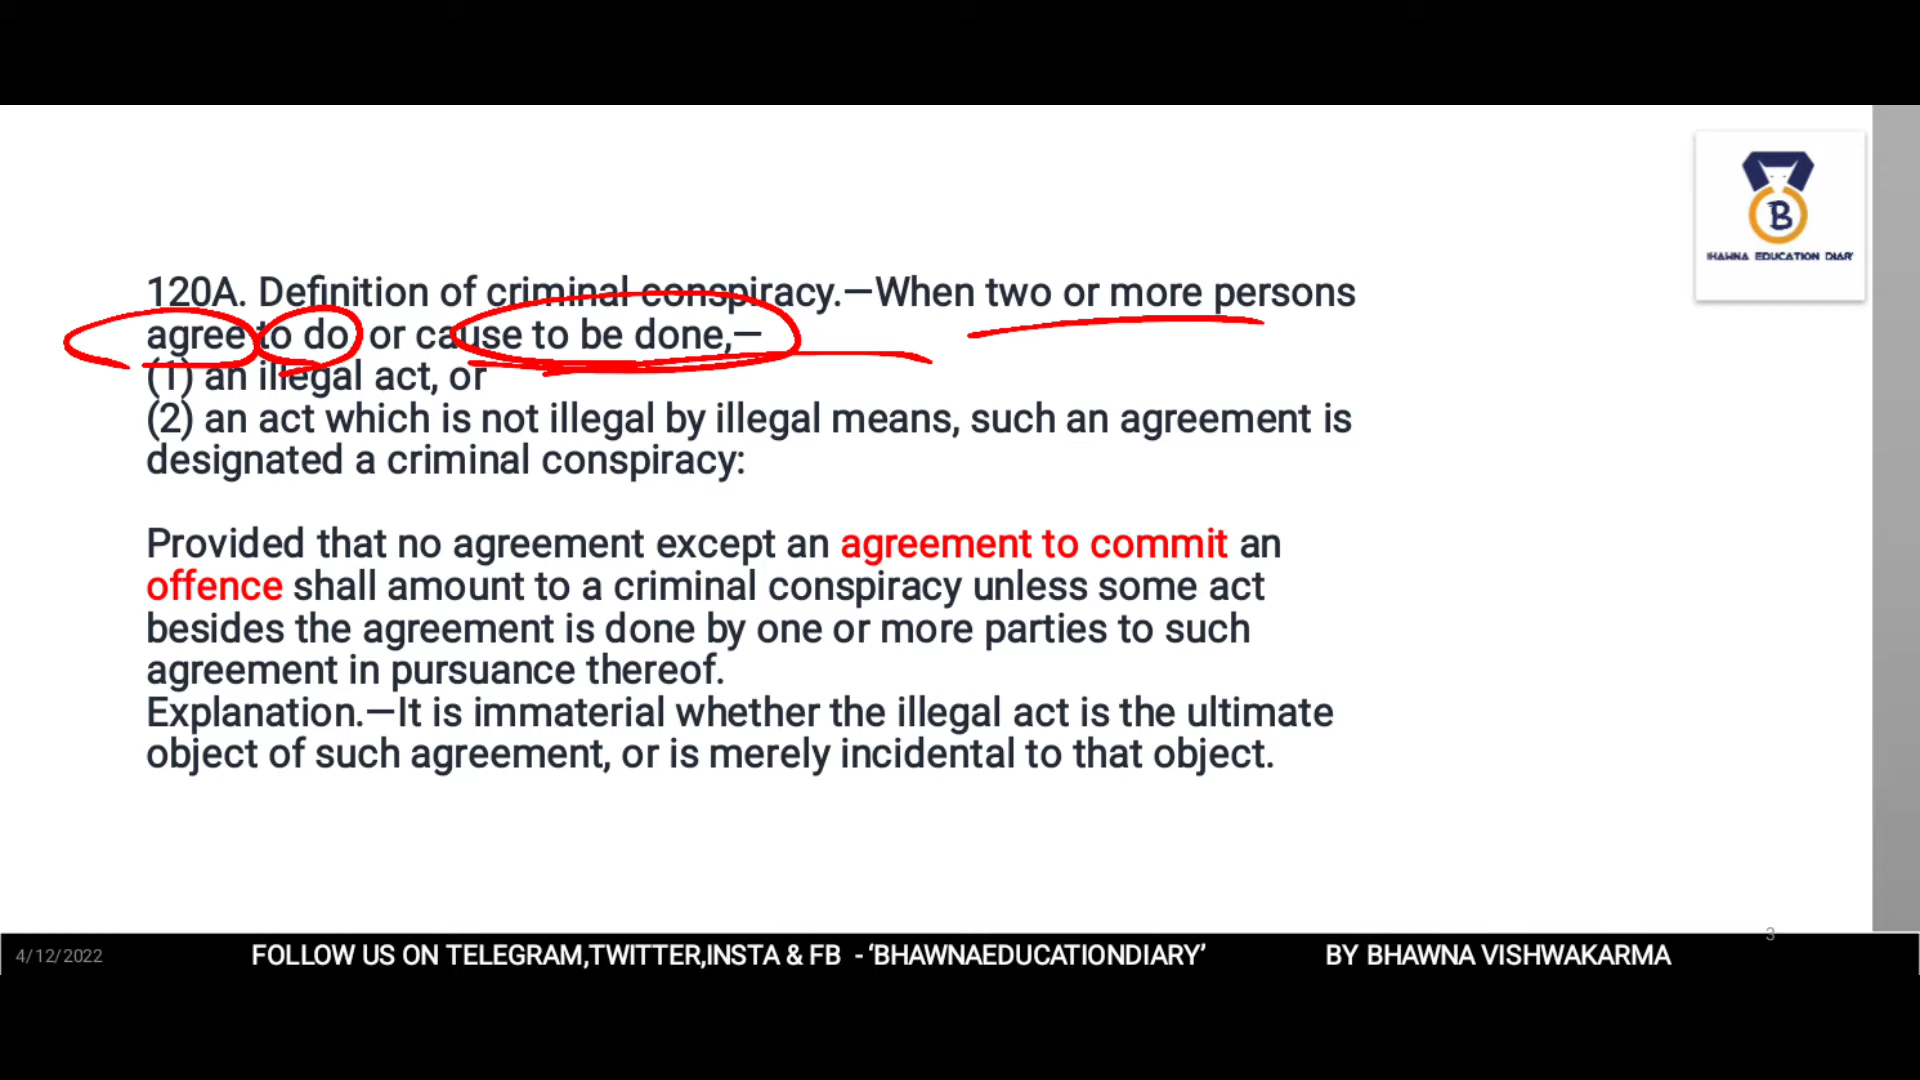 B
BHAWNA EDUCATION DIARY
120A. Definition of criminal conspiracy.—When two or more persons
agree to do, or cause to be done,—
(1) an illegal act, or
(2) an act which is not illegal by illegal means, such an agreement is
designated a criminal conspiracy:
Provided that no agreement except an agreement to commit an
offence shall amount to a criminal conspiracy unless some act
besides the agreement is done by one or more parties to such
agreement in pursuance thereof.
Explanation.—It is immaterial whether the illegal act is the ultimate
object of such agreement, or is merely incidental to that object.
3
4/12/2022 FOLLOW US ON TELEGRAM,TWITTER,INSTA & FB - ‘BHAWNAEDUCATIONDIARY’ BY BHAWNA VISHWAKARMA